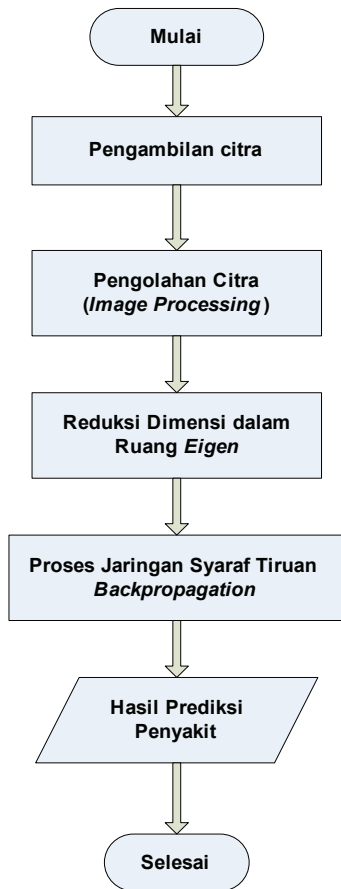 Mulai
Pengambilan citra
Pengolahan Citra
(Image Processing)
Reduksi Dimensi dalam
Ruang Eigen
Proses Jaringan Syaraf Tiruan
Backpropagation
Hasil Prediksi
Penyakit
Selesai